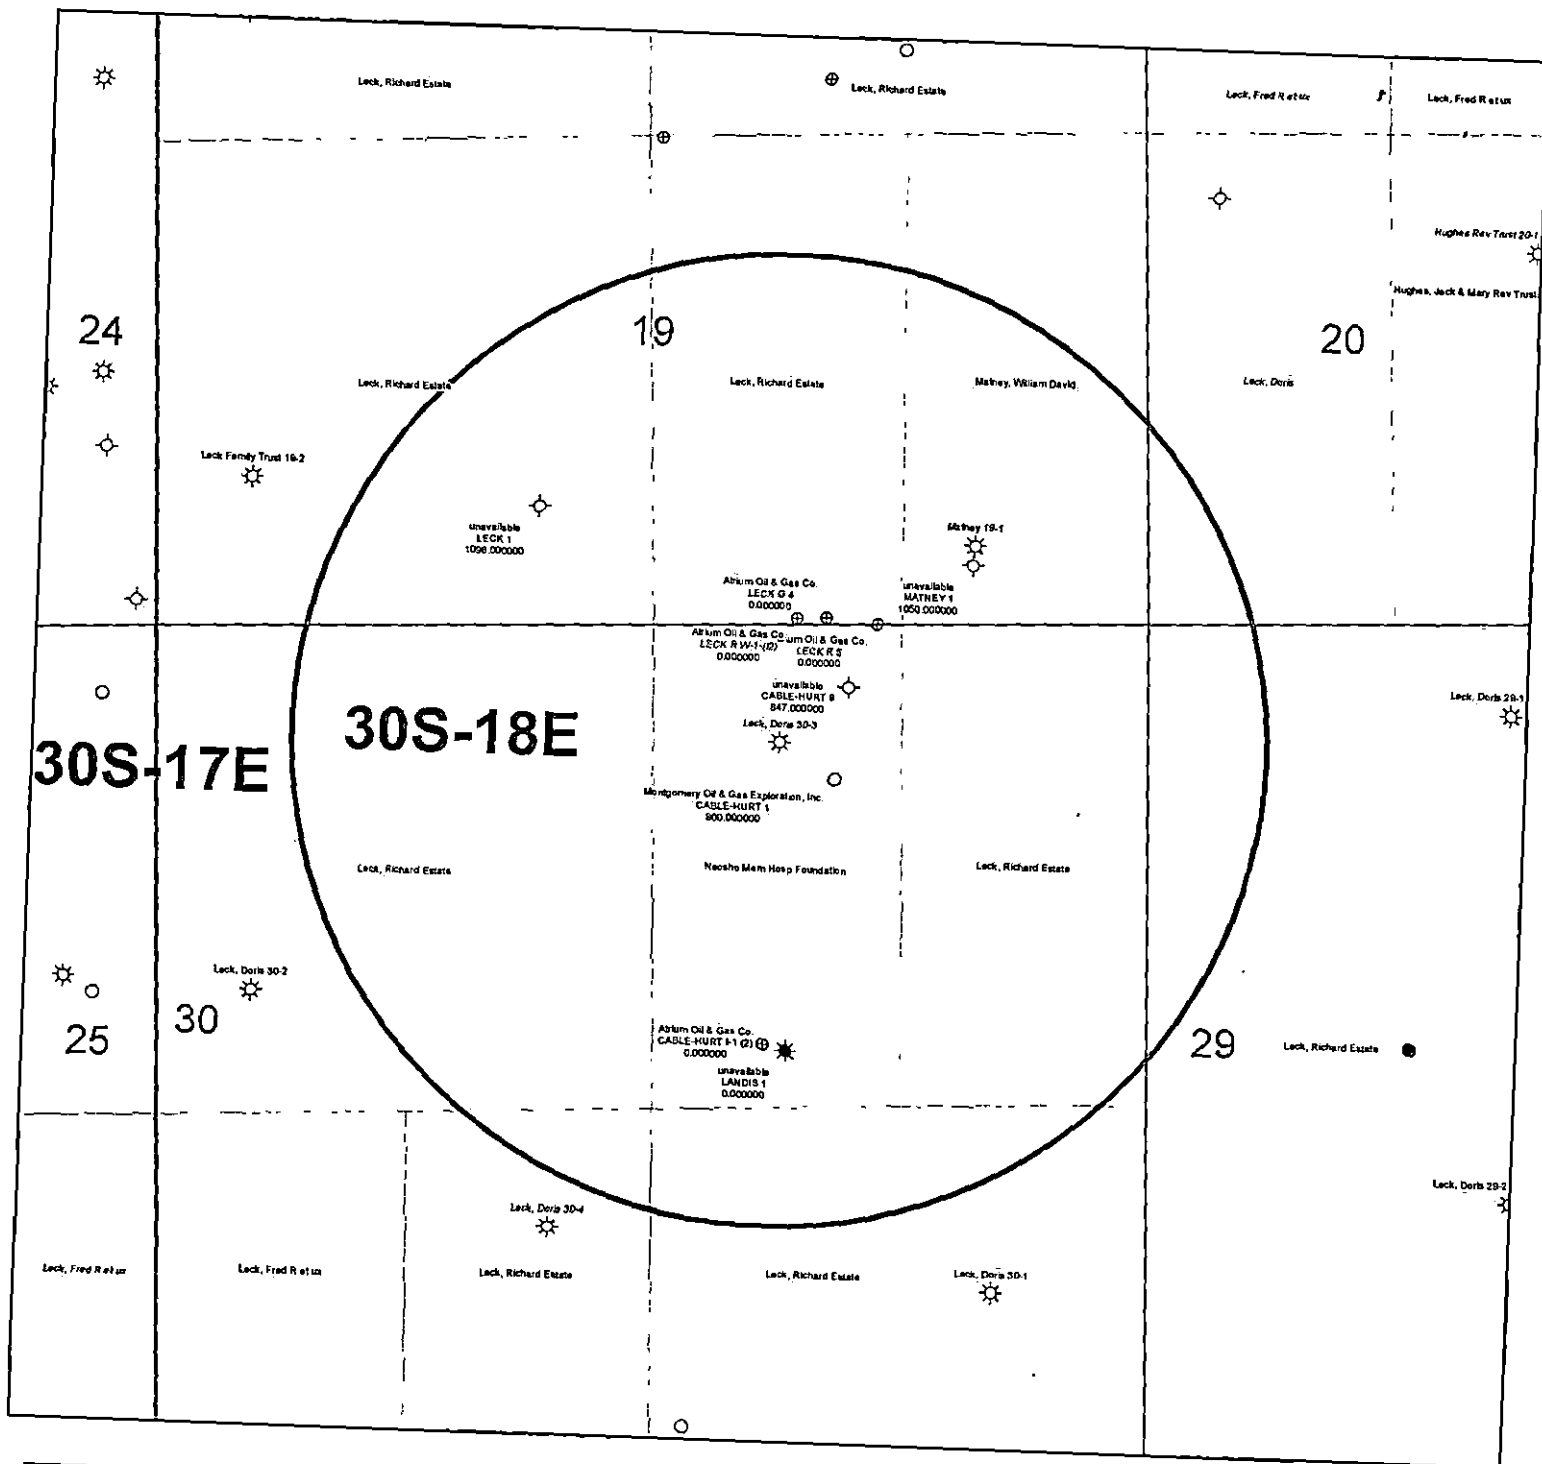 Leck, Richard Estate
Leck, Richard Estate
Leck, Fred R et ux
Leck, Fred R et ux
Hughes Rev Trust 20-1
Hughes, Jack & Mary Rev Trust
24
19
20
Leck, Richard Estate
Leck, Richard Estate
Matney, William David
Leck, Doris
Leck Family Trust 19-2
unavailable
LECK 1
1098.000000
Matney 19-1
Atrium Oil & Gas Co.
LECK G 4
0.000000
unavailable
MATNEY 1
1050.000000
Atrium Oil & Gas Co.
LECK R W-1-(I2)
0.000000
um Oil & Gas Co.
LECK R 5
0.000000
unavailable
CABLE-HURT 9
847.000000
Leck, Doris 30-3
Leck, Doris 29-1
30S-17E
30S-18E
Montgomery Oil & Gas Exploration, Inc.
CABLE-HURT 1
800.000000
Leck, Richard Estate
Neosho Mem Hosp Foundation
Leck, Richard Estate
Leck, Doris 30-2
25
30
29
Atrium Oil & Gas Co.
CABLE-HURT I-1 (2)
0.000000
unavailable
LANDIS 1
0.000000
Leck, Richard Estate
Leck, Doris 29-2
Leck, Doris 30-4
Leck, Fred R et ux
Leck, Fred R et ux
Leck, Richard Estate
Leck, Richard Estate
Leck, Doris 30-1